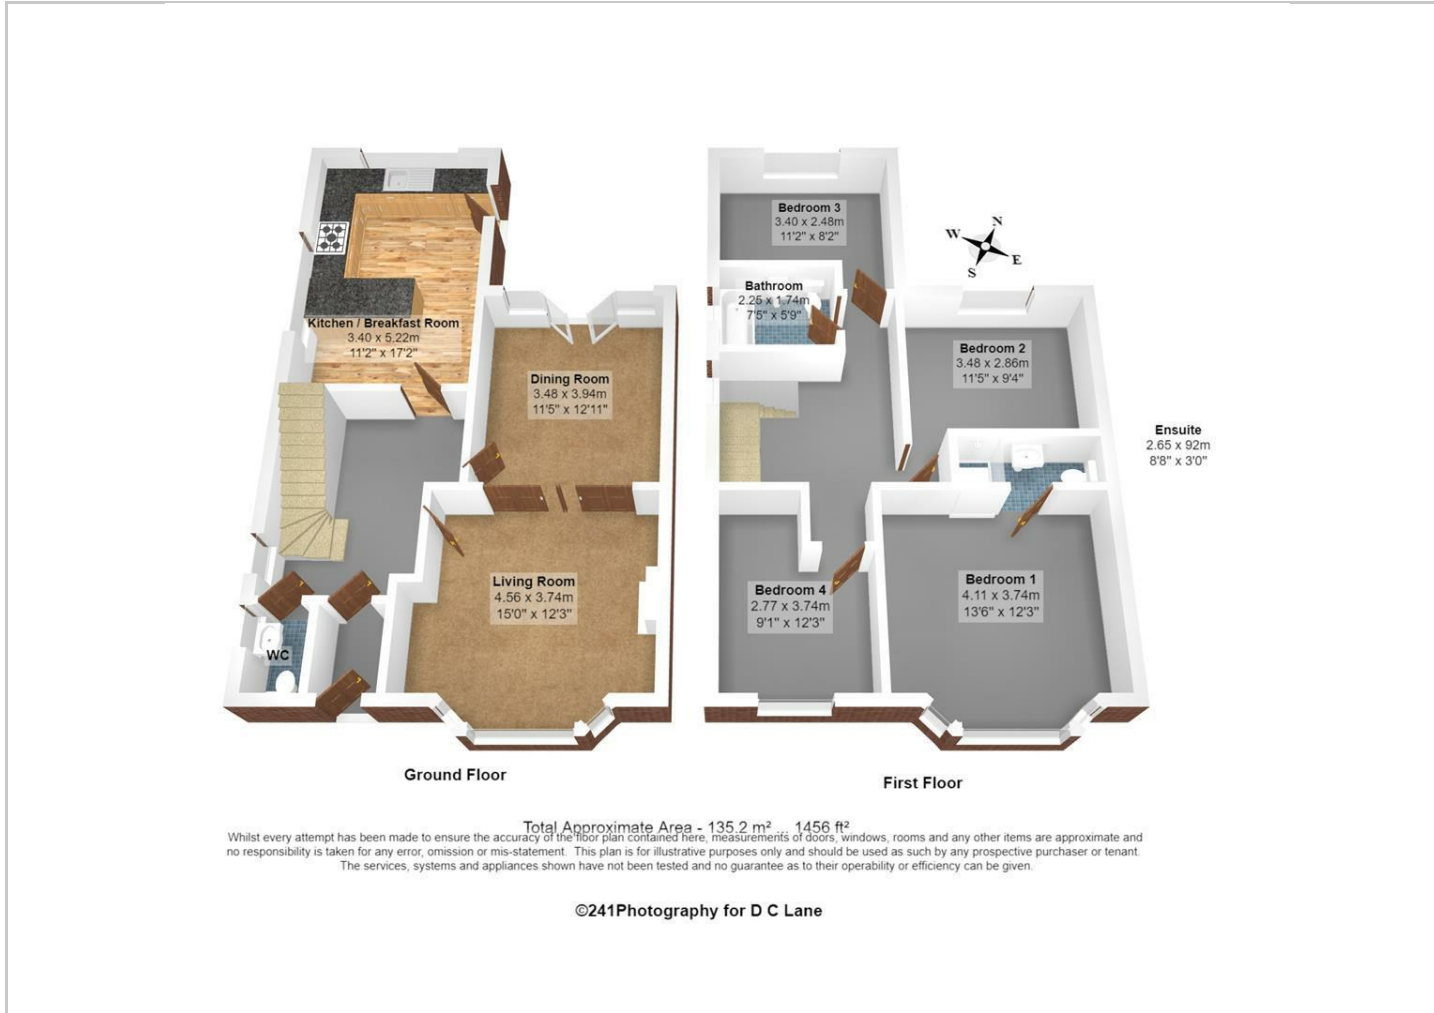 Bedroom 3
3.40 x 2.48m
11'2" x 8'2"
N
W
E
S
Bathroom
2.25 x 1.74m
7'5" x 5'9"
Kitchen / Breakfast Room
3.40 x 5.22m
11'2" x 17'2"
Bedroom 2
3.48 x 2.86m
11'5" x 9'4"
Dining Room
3.48 x 3.94m
11'5" x 12'11"
Ensuite
2.65 x 92m
8'8" x 3'0"
Living Room
4.56 x 3.74m
15'0" x 12'3"
Bedroom 4
2.77 x 3.74m
9'1" x 12'3"
Bedroom 1
4.11 x 3.74m
13'6" x 12'3"
WC
Ground Floor
First Floor
Total Approximate Area - 135.2 m² ... 1456 ft²
Whilst every attempt has been made to ensure the accuracy of the floor plan contained here, measurements of doors, windows, rooms and any other items are approximate and
no responsibility is taken for any error, omission or mis-statement. This plan is for illustrative purposes only and should be used as such by any prospective purchaser or tenant.
The services, systems and appliances shown have not been tested and no guarantee as to their operability or efficiency can be given.
©241Photography for D C Lane